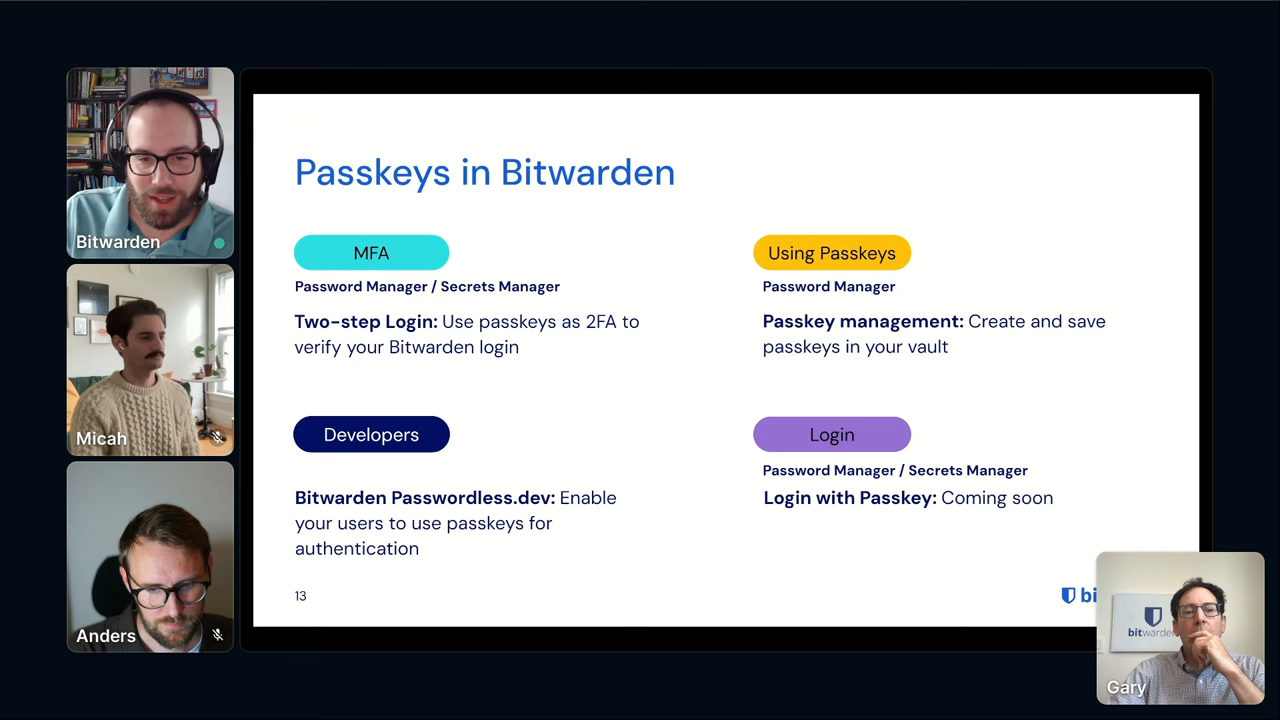 Passkeys in Bitwarden
MFA
Password Manager / Secrets Manager
Two-step Login: Use passkeys as 2FA to
verify your Bitwarden login
Using Passkeys
Password Manager
Passkey management: Create and save
passkeys in your vault
Developers
Bitwarden Passwordless.dev: Enable
your users to use passkeys for
authentication
Login
Password Manager / Secrets Manager
Login with Passkey: Coming soon
13
bi
Bitwarden
Micah
Anders
bitwarden
Gary